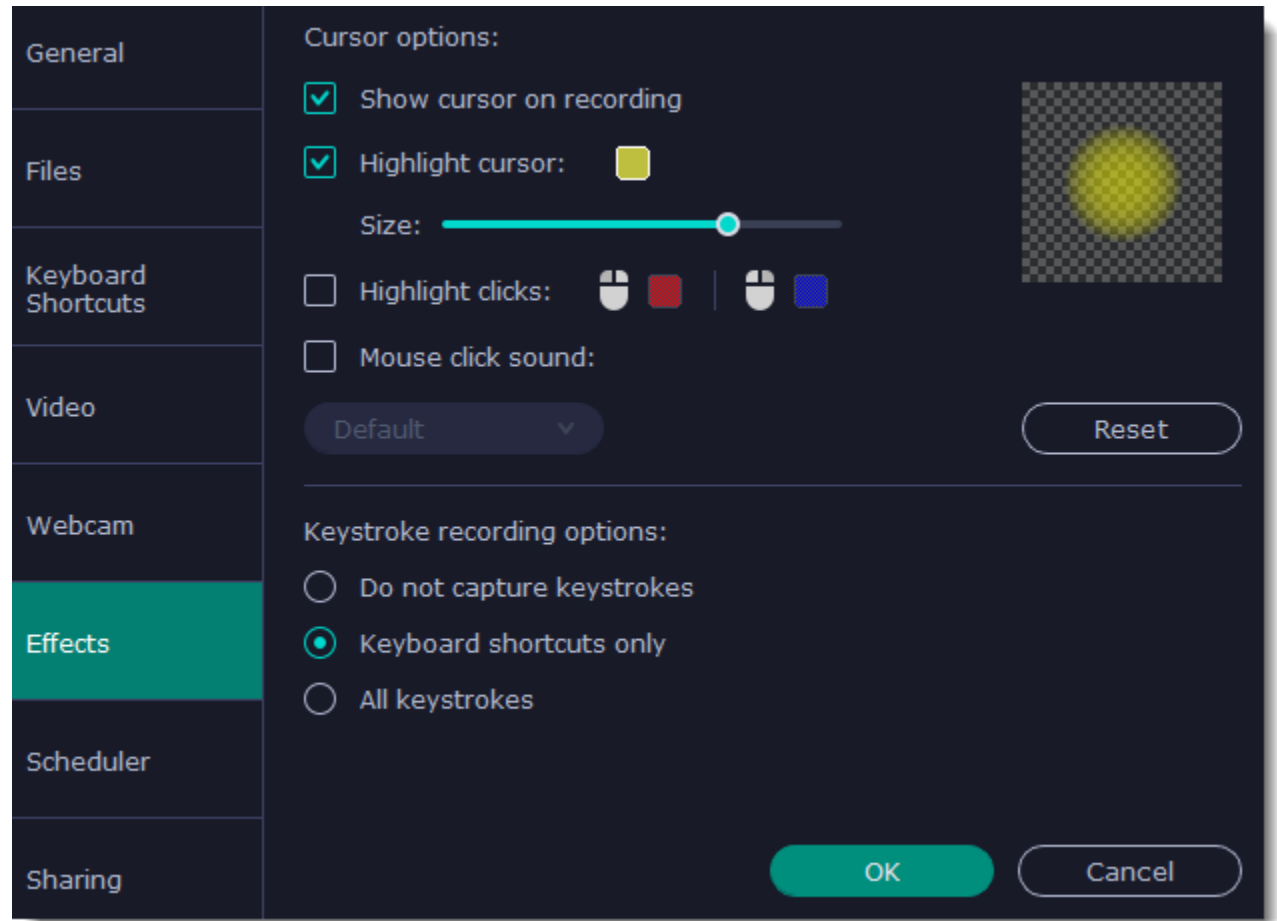 General
Files
Keyboard
Shortcuts
Video
Webcam
Effects
Scheduler
Sharing
Cursor options:
Show cursor on recording
Highlight cursor:
Size:
Highlight clicks:
Mouse click sound:
Default
Reset
Keystroke recording options:
Do not capture keystrokes
Keyboard shortcuts only
All keystrokes
OK
Cancel